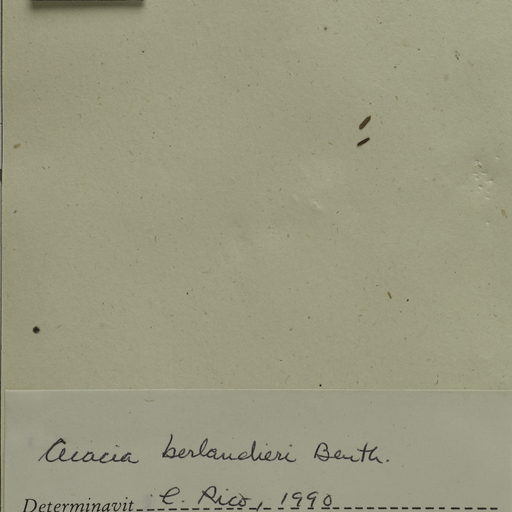 Acacia berlandieri Benth.
Determinavit L. Rico, 1990